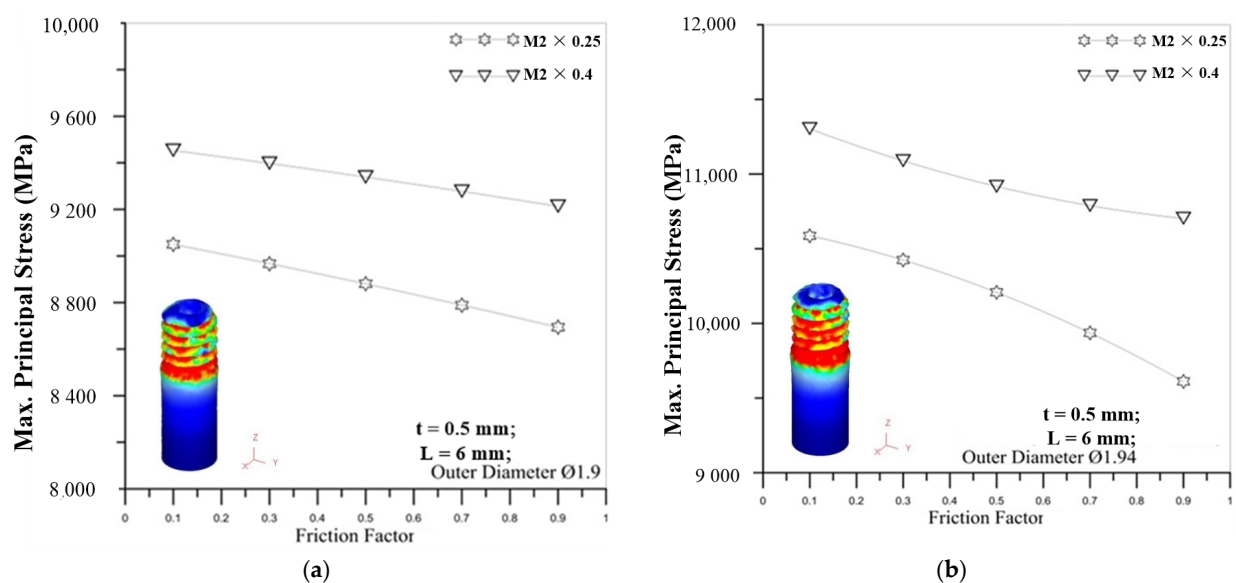 10,000
9 600
9 200
8 800
8 400
8 000
Max. Principal Stress (MPa)
M2 × 0.25
M2 × 0.4
t = 0.5 mm;
L = 6 mm;
Outer Diameter Ø1.9
Z
X
Y
0 0.1 0.2 0.3 0.4 0.5 0.6 0.7 0.8 0.9 1
Friction Factor
(a)
12,000
11,000
10,000
9 000
Max. Principal Stress (MPa)
M2 × 0.25
M2 × 0.4
t = 0.5 mm;
L = 6 mm;
Outer Diameter Ø1.94
Z
X
Y
0 0.1 0.2 0.3 0.4 0.5 0.6 0.7 0.8 0.9 1
Friction Factor
(b)